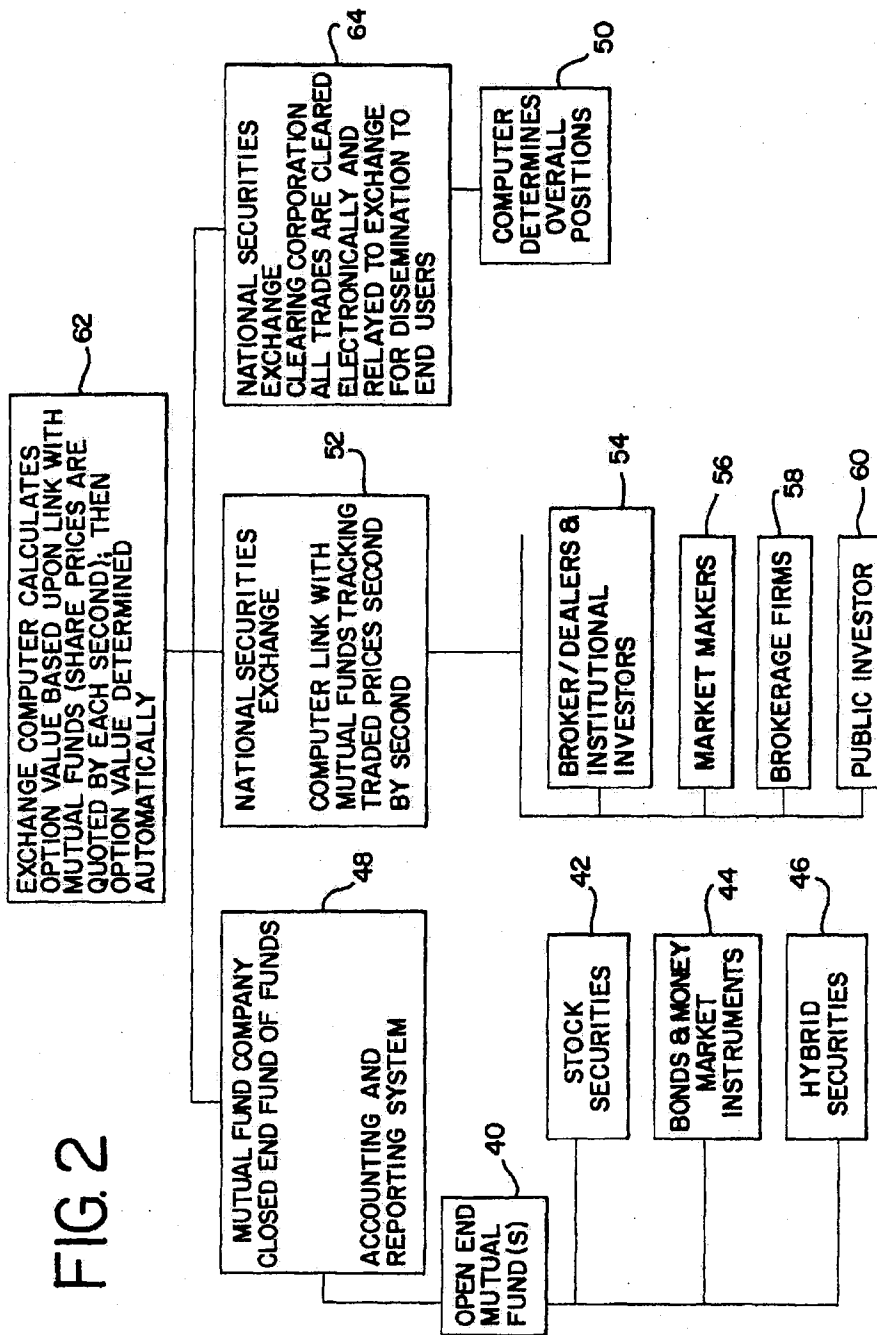 FIG. 2
62
EXCHANGE COMPUTER CALCULATES
OPTION VALUE BASED UPON LINK WITH
MUTUAL FUNDS (SHARE PRICES ARE
QUOTED BY EACH SECOND); THEN
OPTION VALUE DETERMINED
AUTOMATICALLY
48
MUTUAL FUND COMPANY
CLOSED END FUND OF FUNDS
ACCOUNTING AND
REPORTING SYSTEM
40
OPEN END
MUTUAL
FUND(S)
42
STOCK
SECURITIES
44
BONDS & MONEY
MARKET
INSTRUMENTS
46
HYBRID
SECURITIES
52
NATIONAL SECURITIES
EXCHANGE
COMPUTER LINK WITH
MUTUAL FUNDS TRACKING
TRADED PRICES SECOND
BY SECOND
54
BROKER/DEALERS &
INSTITUTIONAL
INVESTORS
56
MARKET MAKERS
58
BROKERAGE FIRMS
60
PUBLIC INVESTOR
64
NATIONAL SECURITIES
EXCHANGE
CLEARING CORPORATION
ALL TRADES ARE CLEARED
ELECTRONICALLY AND
RELAYED TO EXCHANGE
FOR DISSEMINATION TO
END USERS
50
COMPUTER
DETERMINES
OVERALL
POSITIONS